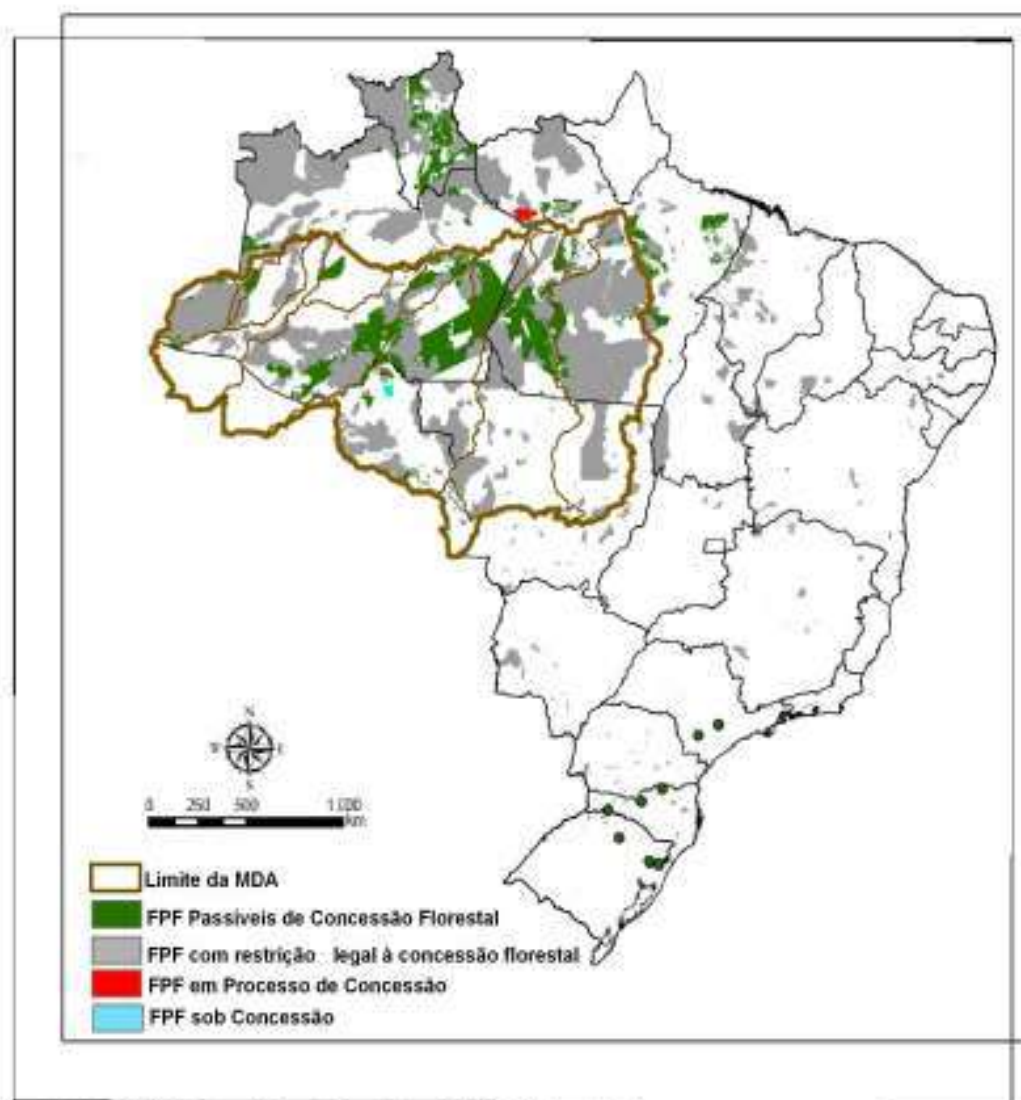 N
W E
S
0 250 500 1.000
km
Limite da MDA
FPF Passíveis de Concessão Florestal
FPF com restrição legal à concessão florestal
FPF em Processo de Concessão
FPF sob Concessão